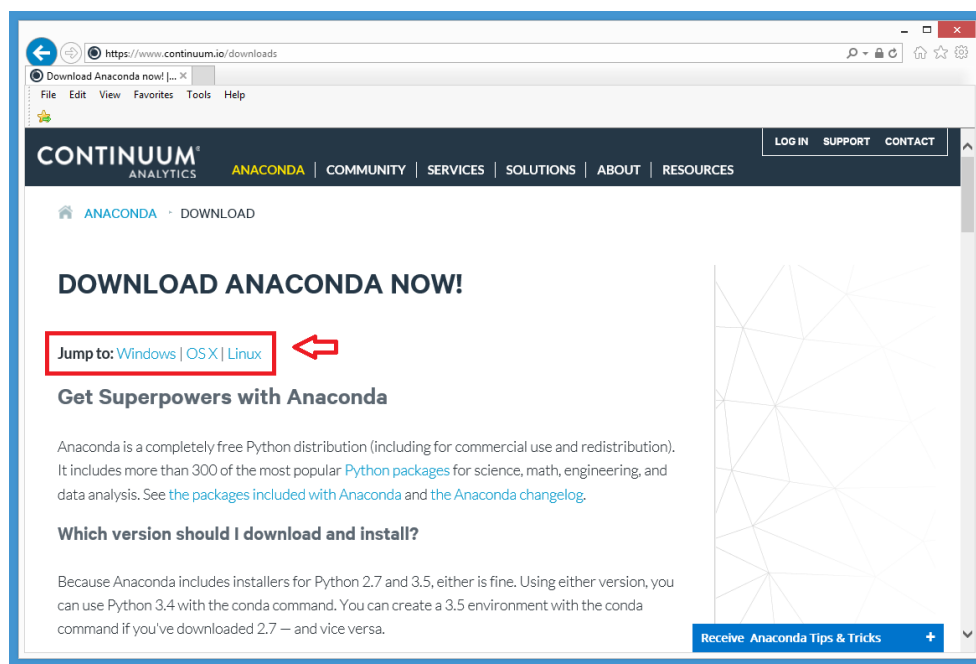 https://www.continuum.io/downloads
Download Anaconda now! |...
File Edit View Favorites Tools Help
LOG IN SUPPORT CONTACT
CONTINUUM®
ANALYTICS
ANACONDA | COMMUNITY | SERVICES | SOLUTIONS | ABOUT | RESOURCES
ANACONDA DOWNLOAD
DOWNLOAD ANACONDA NOW!
Jump to: Windows | OS X | Linux
Get Superpowers with Anaconda
Anaconda is a completely free Python distribution (including for commercial use and redistribution).
It includes more than 300 of the most popular Python packages for science, math, engineering, and
data analysis. See the packages included with Anaconda and the Anaconda changelog.
Which version should I download and install?
Because Anaconda includes installers for Python 2.7 and 3.5, either is fine. Using either version, you
can use Python 3.4 with the conda command. You can create a 3.5 environment with the conda
command if you've downloaded 2.7 — and vice versa.
Receive Anaconda Tips & Tricks +